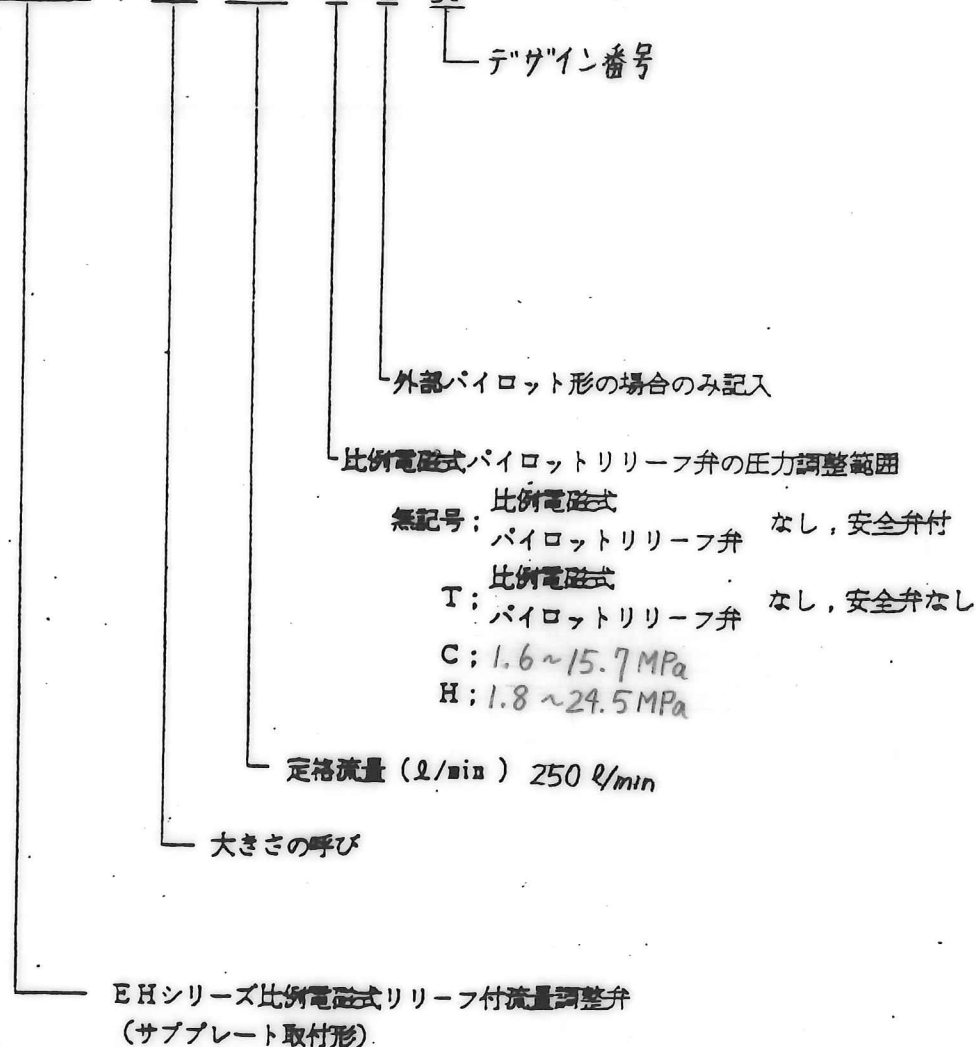 デザイン番号
外部パイロット形の場合のみ記入
比例電磁式パイロットリリーフ弁の圧力調整範囲
無記号; 比例電磁式パイロットリリーフ弁 なし, 安全弁付
T; 比例電磁式パイロットリリーフ弁 なし, 安全弁なし
C; 1.6~15.7 MPa
H; 1.8~24.5 MPa
定格流量 (ℓ/min) 250 ℓ/min
大きさの呼び
EHシリーズ比例電磁式リリーフ付流量調整弁
(サブプレート取付形)